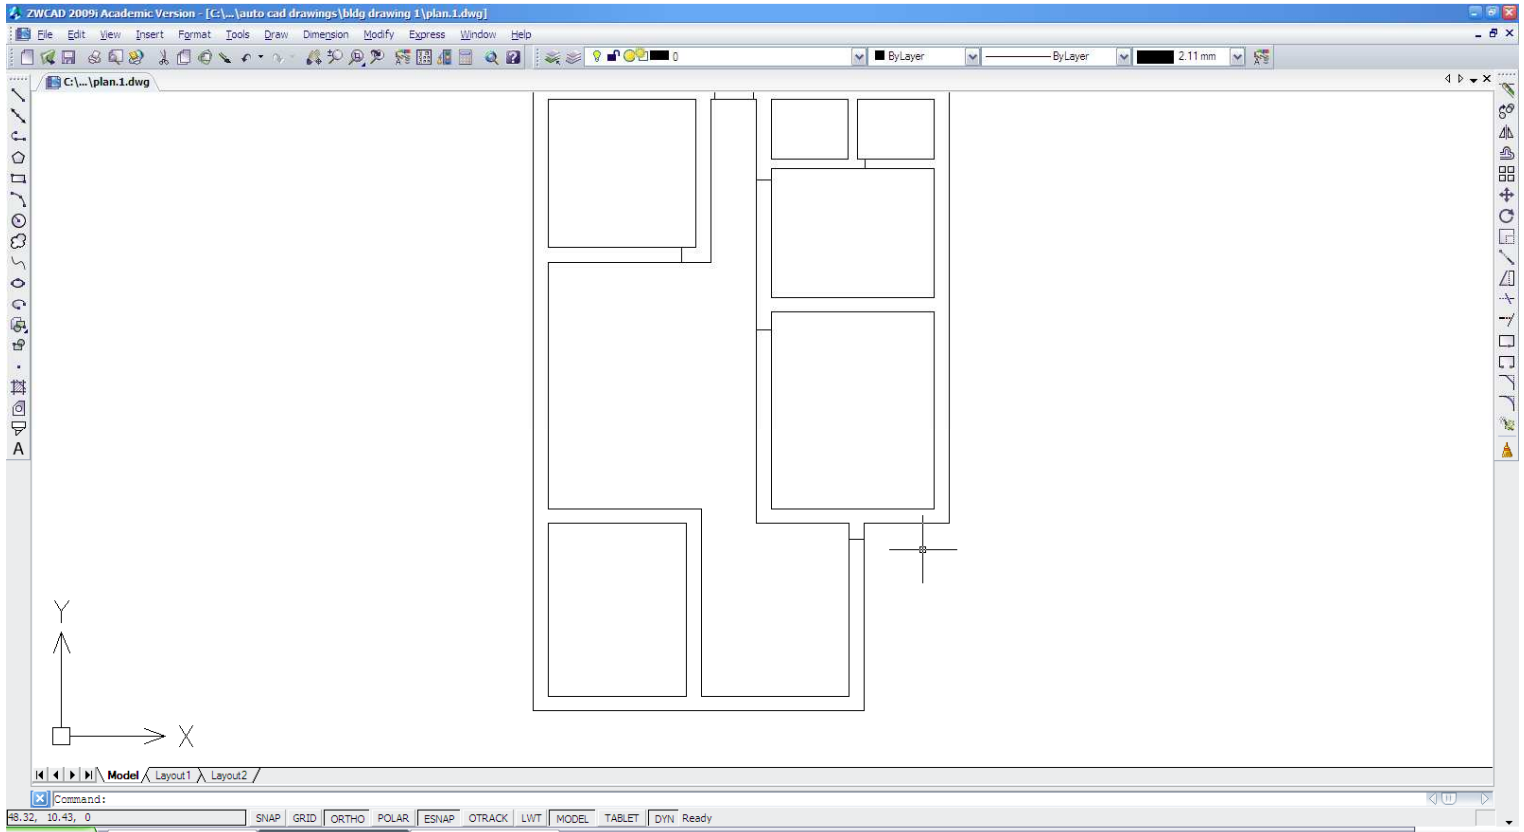 ZWCAD 2009i Academic Version - [C:\...\auto cad drawings\bldg drawing 1\plan.1.dwg]
File Edit View Insert Format Tools Draw Dimension Modify Express Window Help
0 ByLayer ByLayer 2.11 mm
C:\...\plan.1.dwg
A
Y
X
Model Layout1 Layout2
Command:
48.32, 10.43, 0 SNAP GRID ORTHO POLAR ESNAP OTRACK LWT MODEL TABLET DYN Ready